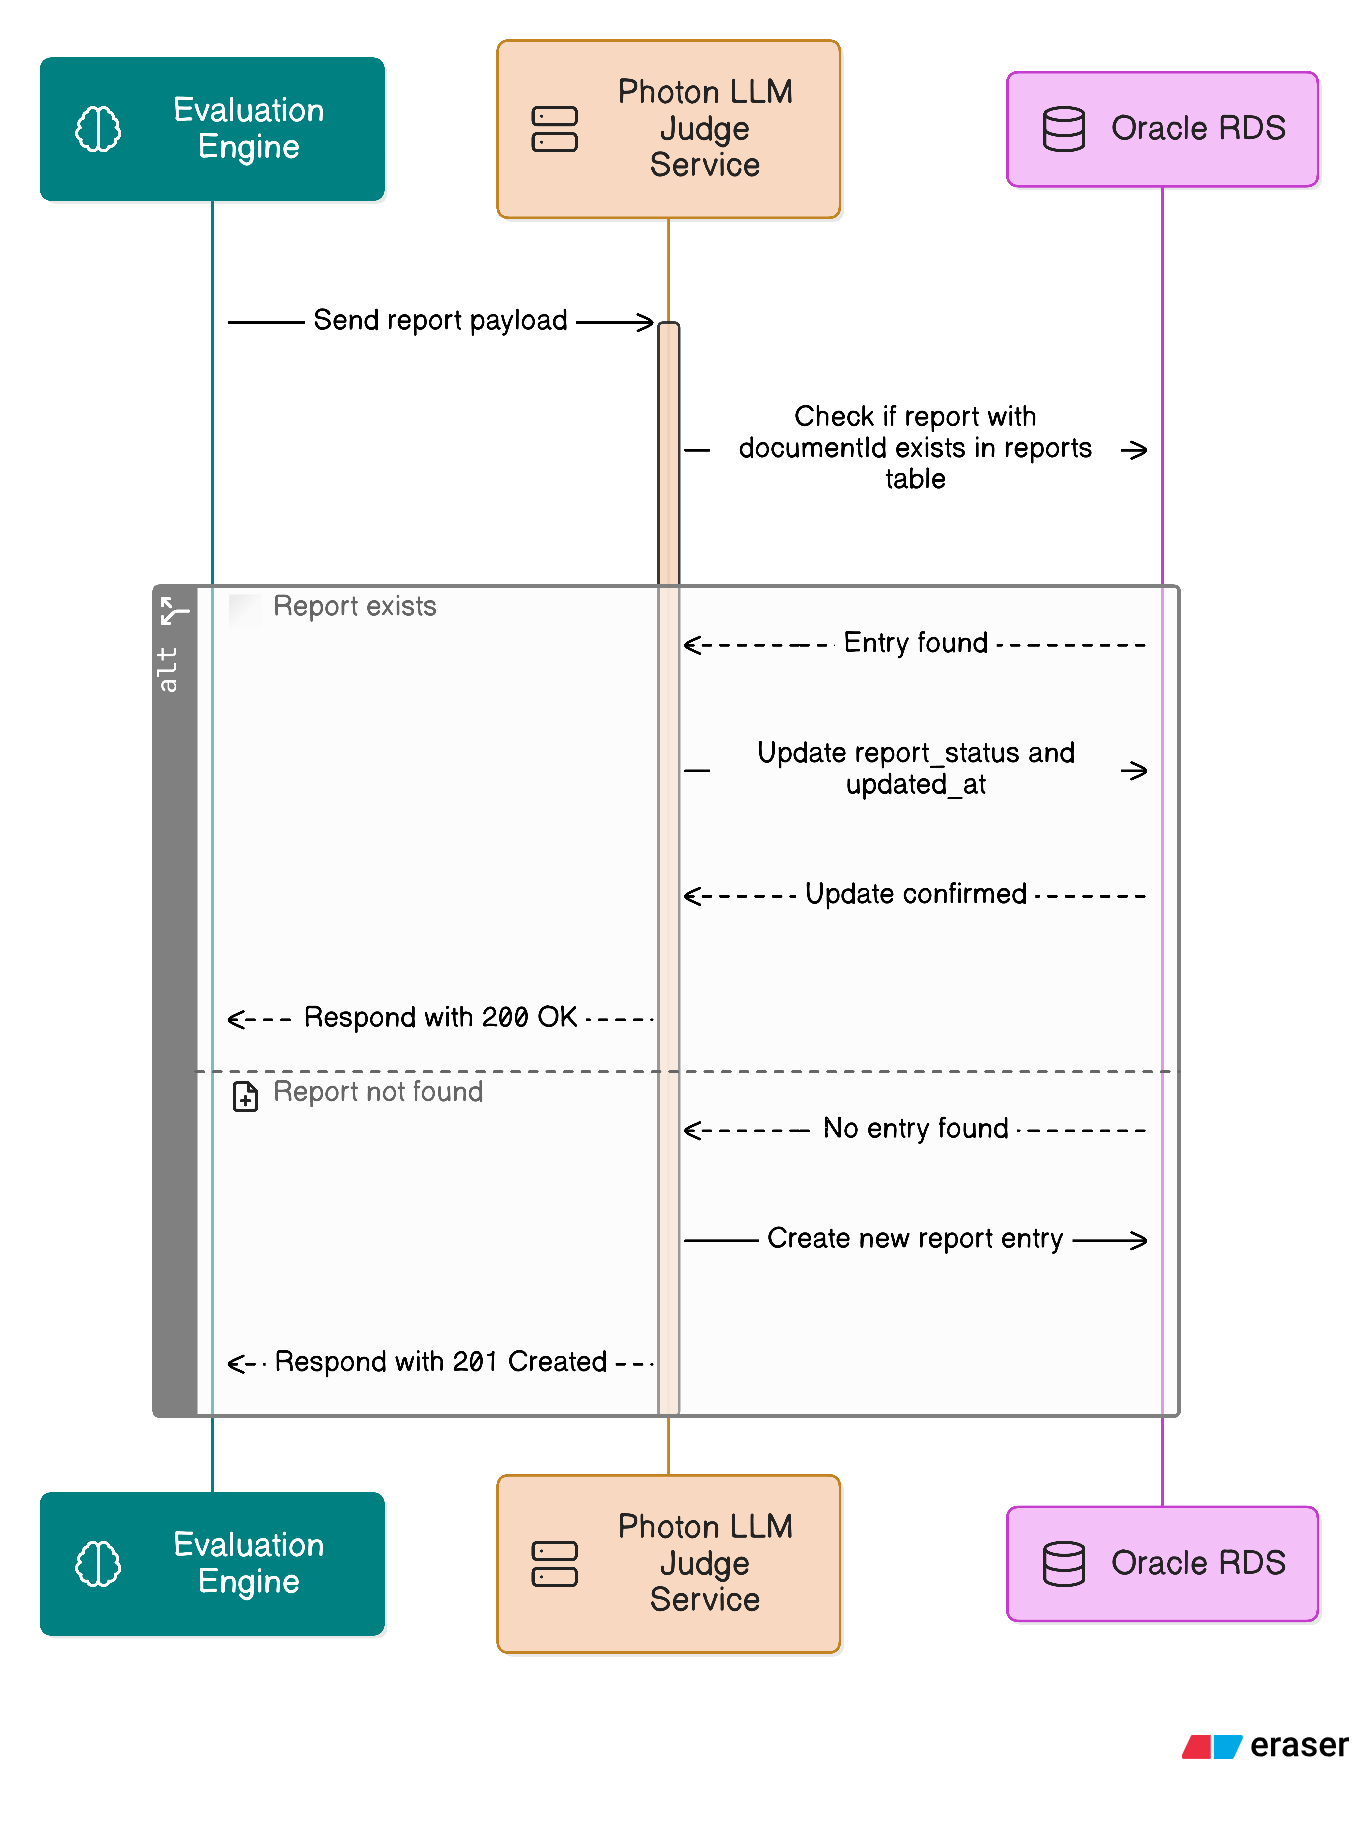 Evaluation
Engine
Photon LLM
Judge
Service
Oracle RDS
Send report payload
Check if report with
documentId exists in reports
table
alt
Report exists
Entry found
Update report_status and
updated_at
Update confirmed
Respond with 200 OK
Report not found
No entry found
Create new report entry
Respond with 201 Created
Evaluation
Engine
Photon LLM
Judge
Service
Oracle RDS
eraser